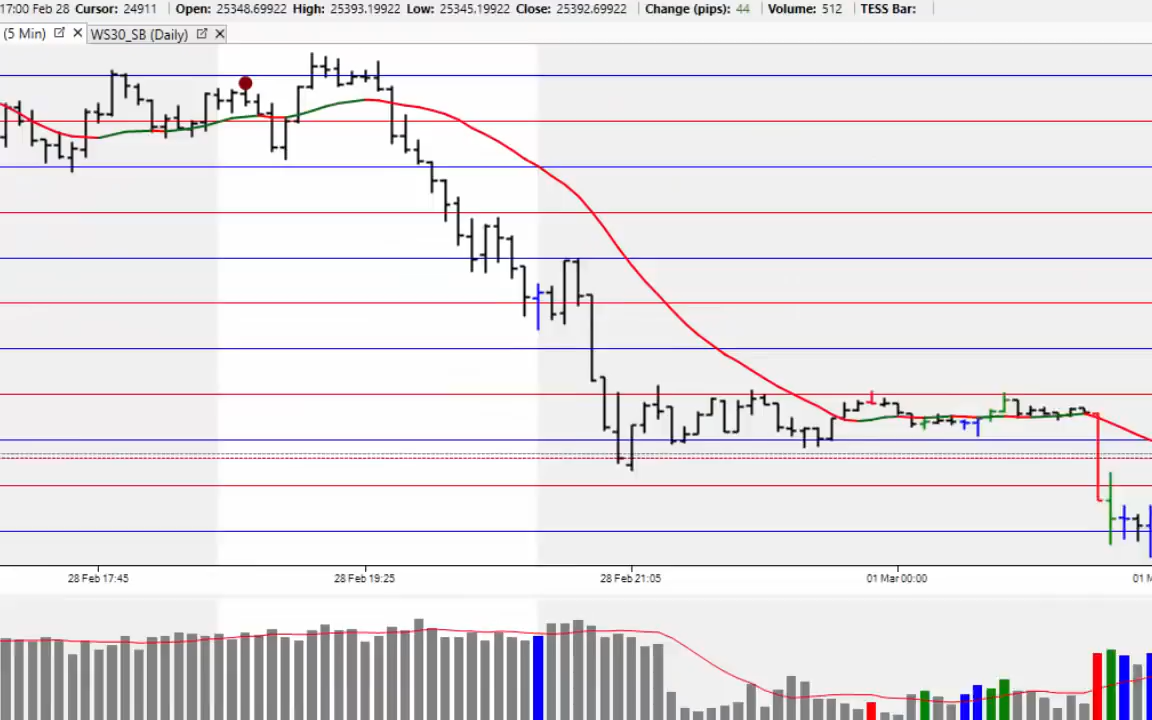 17:00 Feb 28 Cursor: 24911 Open: 25348.69922 High: 25393.19922 Low: 25345.19922 Close: 25392.69922 Change (pips): 44 Volume: 512 TESS Bar:
(5 Min) WS30_SB (Daily)
28 Feb 17:45 28 Feb 19:25 28 Feb 21:05 01 Mar 00:00 01 M